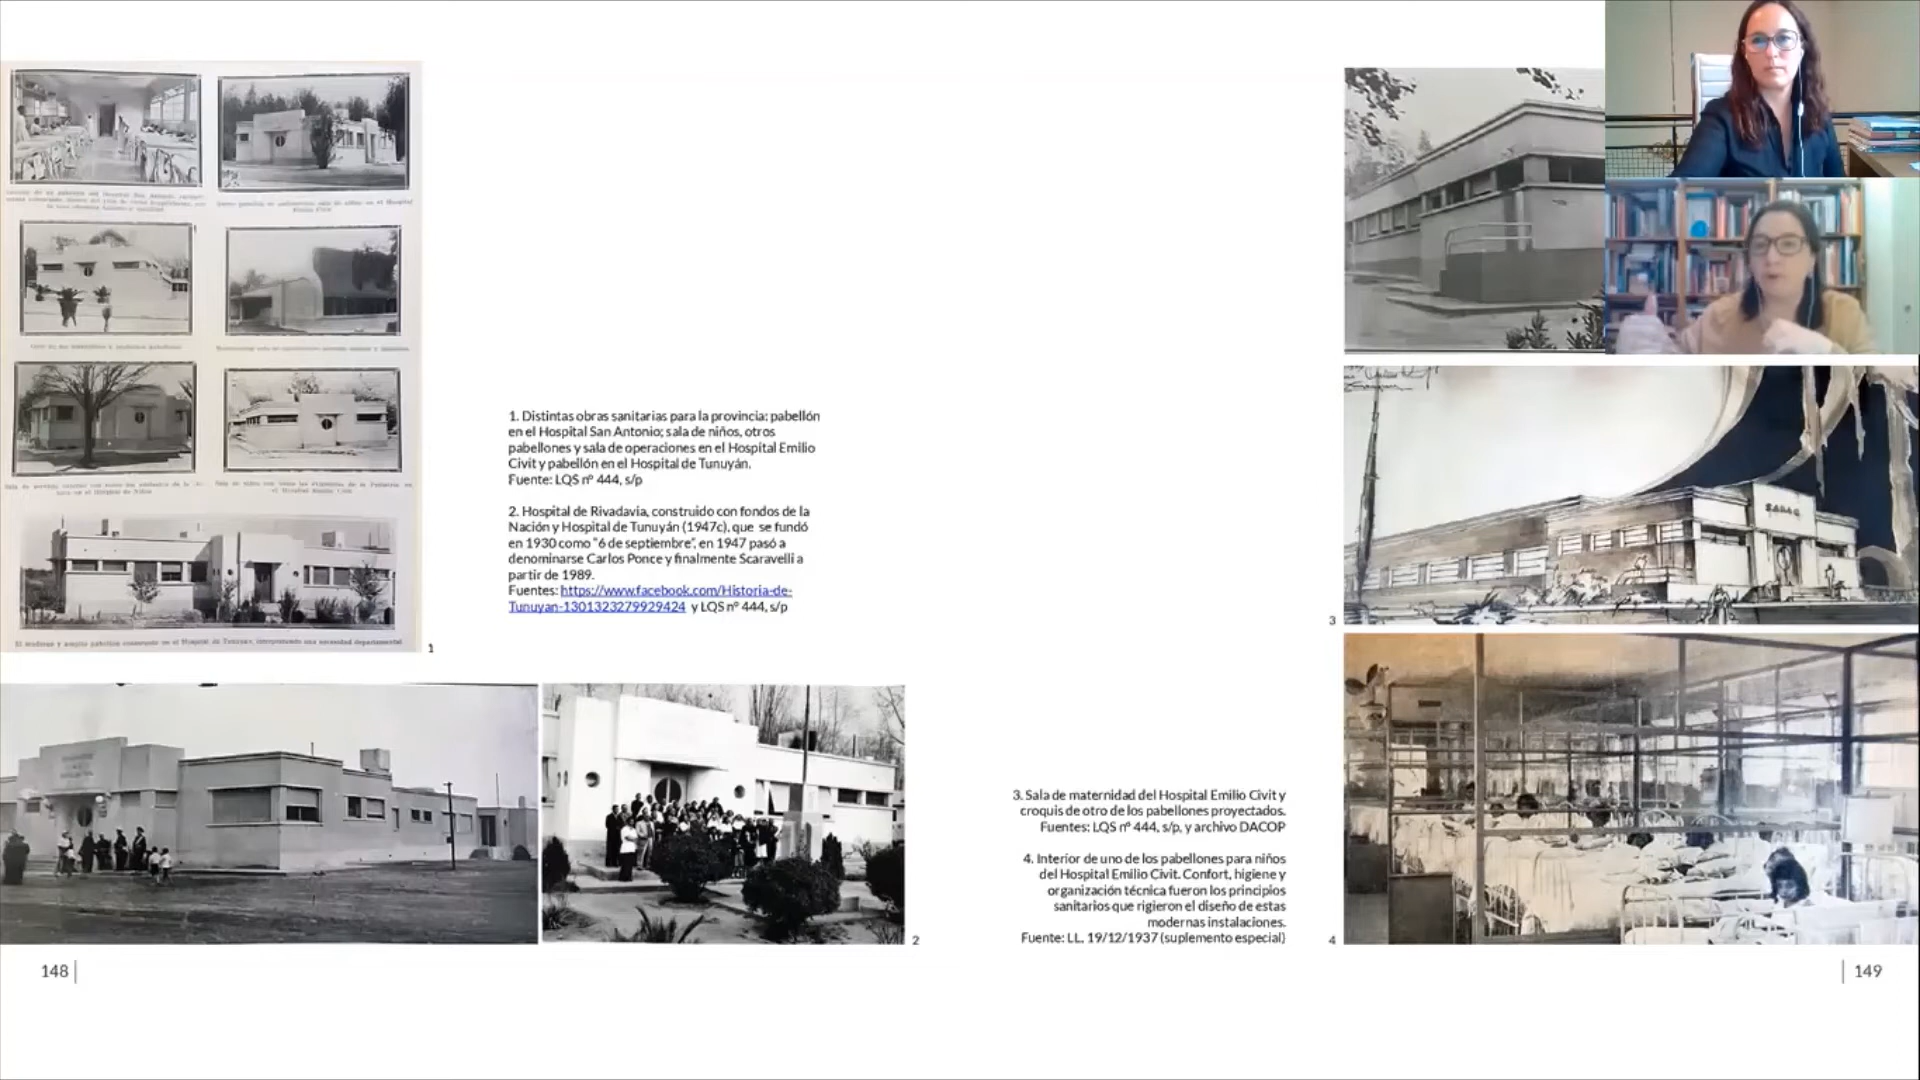 1
1. Distintas obras sanitarias para la provincia: pabellón
en el Hospital San Antonio; sala de niños, otros
pabellones y sala de operaciones en el Hospital Emilio
Civit y pabellón en el Hospital de Tunuyán.
Fuente: LQS nº 444, s/p
2. Hospital de Rivadavia, construido con fondos de la
Nación y Hospital de Tunuyán (1947c), que se fundó
en 1930 como "6 de septiembre", en 1947 pasó a
denominarse Carlos Ponce y finalmente Scaravelli a
partir de 1989.
Fuentes: https://www.facebook.com/Historia-de-
Tunuyan-1301323279929424 y LQS nº 444, s/p
2
3
3. Sala de maternidad del Hospital Emilio Civit y
croquis de otro de los pabellones proyectados.
Fuentes: LQS nº 444, s/p, y archivo DACOP
4. Interior de uno de los pabellones para niños
del Hospital Emilio Civit. Confort, higiene y
organización técnica fueron los principios
sanitarios que rigieron el diseño de estas
modernas instalaciones.
Fuente: LL, 19/12/1937 (suplemento especial)
4
148
149